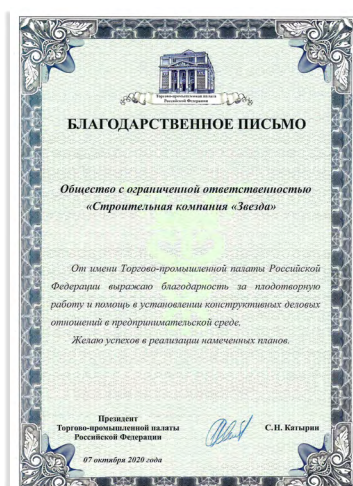 Торгово-промышленная палата
Российской Федерации
БЛАГОДАРСТВЕННОЕ ПИСЬМО
Общество с ограниченной ответственностью
«Строительная компания «Звезда»
От имени Торгово-промышленной палаты Российской
Федерации выражаю благодарность за плодотворную
работу и помощь в установлении конструктивных деловых
отношений в предпринимательской среде.
Желаю успехов в реализации намеченных планов.
Президент
Торгово-промышленной палаты
Российской Федерации
С.Н. Катырин
07 октября 2020 года